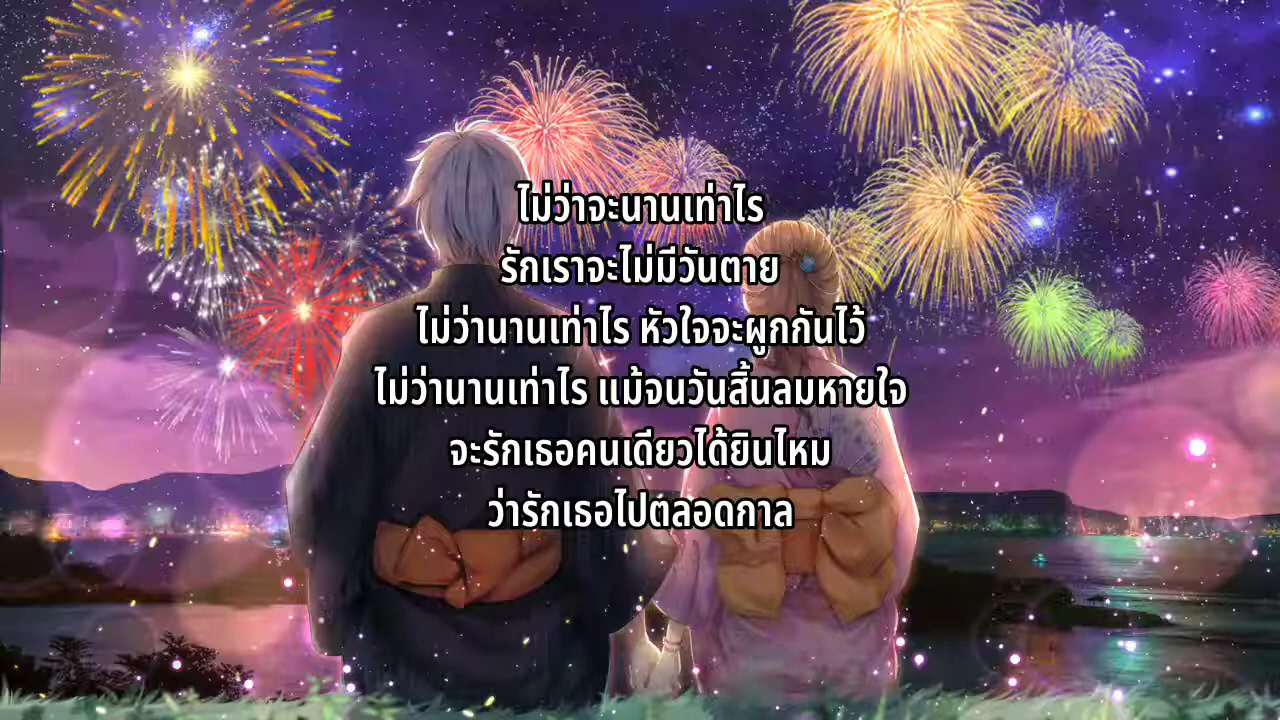 ไม่ว่าจะนานเท่าไร
รักเราจะไม่มีวันตาย
ไม่ว่านานเท่าไร หัวใจจะผูกกันไว้
ไม่ว่านานเท่าไร แม้จนวันสิ้นลมหายใจ
จะรักเธอคนเดียวได้ยินไหม
ว่ารักเธอไปตลอดกาล